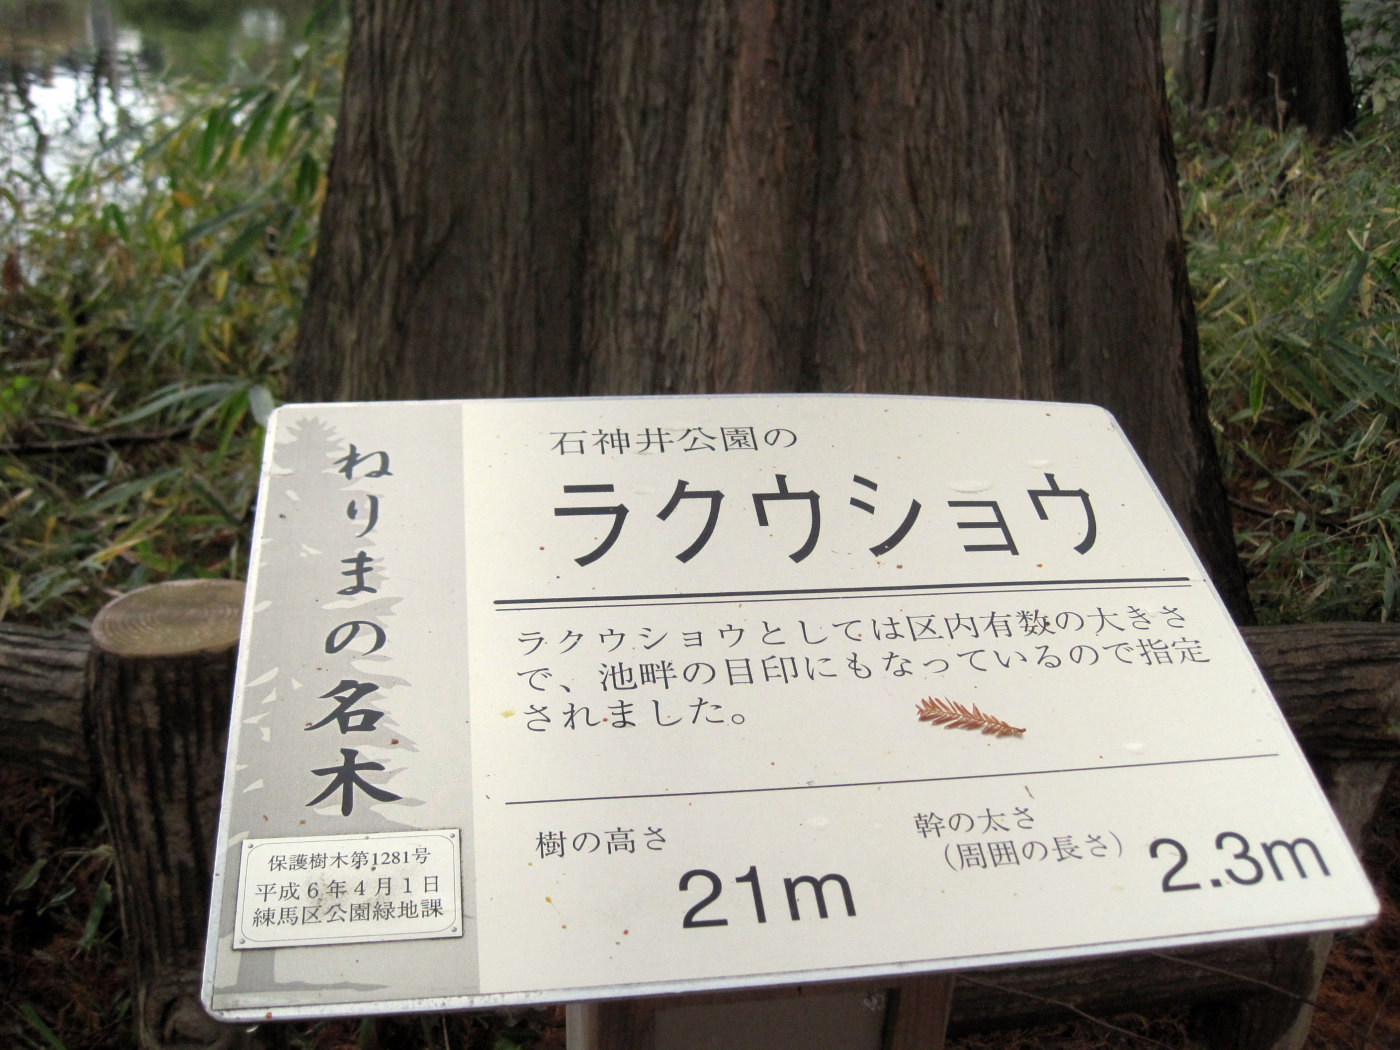 ねりまの名木
保護樹木第1281号
平成6年4月1日
練馬区公園緑地課
石神井公園の
ラクウショウ
ラクウショウとしては区内有数の大きさ
で、池畔の目印にもなっているので指定
されました。
樹の高さ
21m
幹の太さ
（周囲の長さ）
2.3m